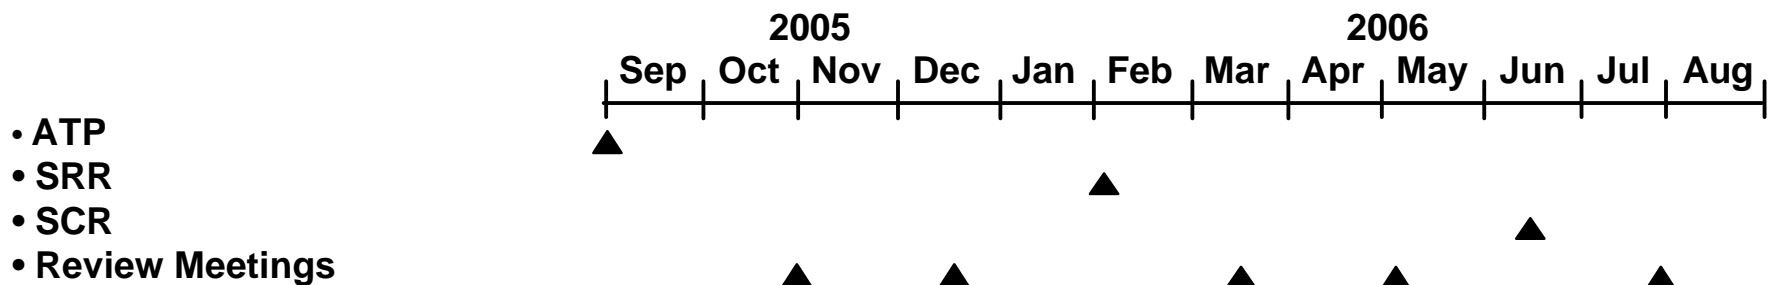 2005 2006
Sep Oct Nov Dec Jan Feb Mar Apr May Jun Jul Aug
• ATP
• SRR
• SCR
• Review Meetings